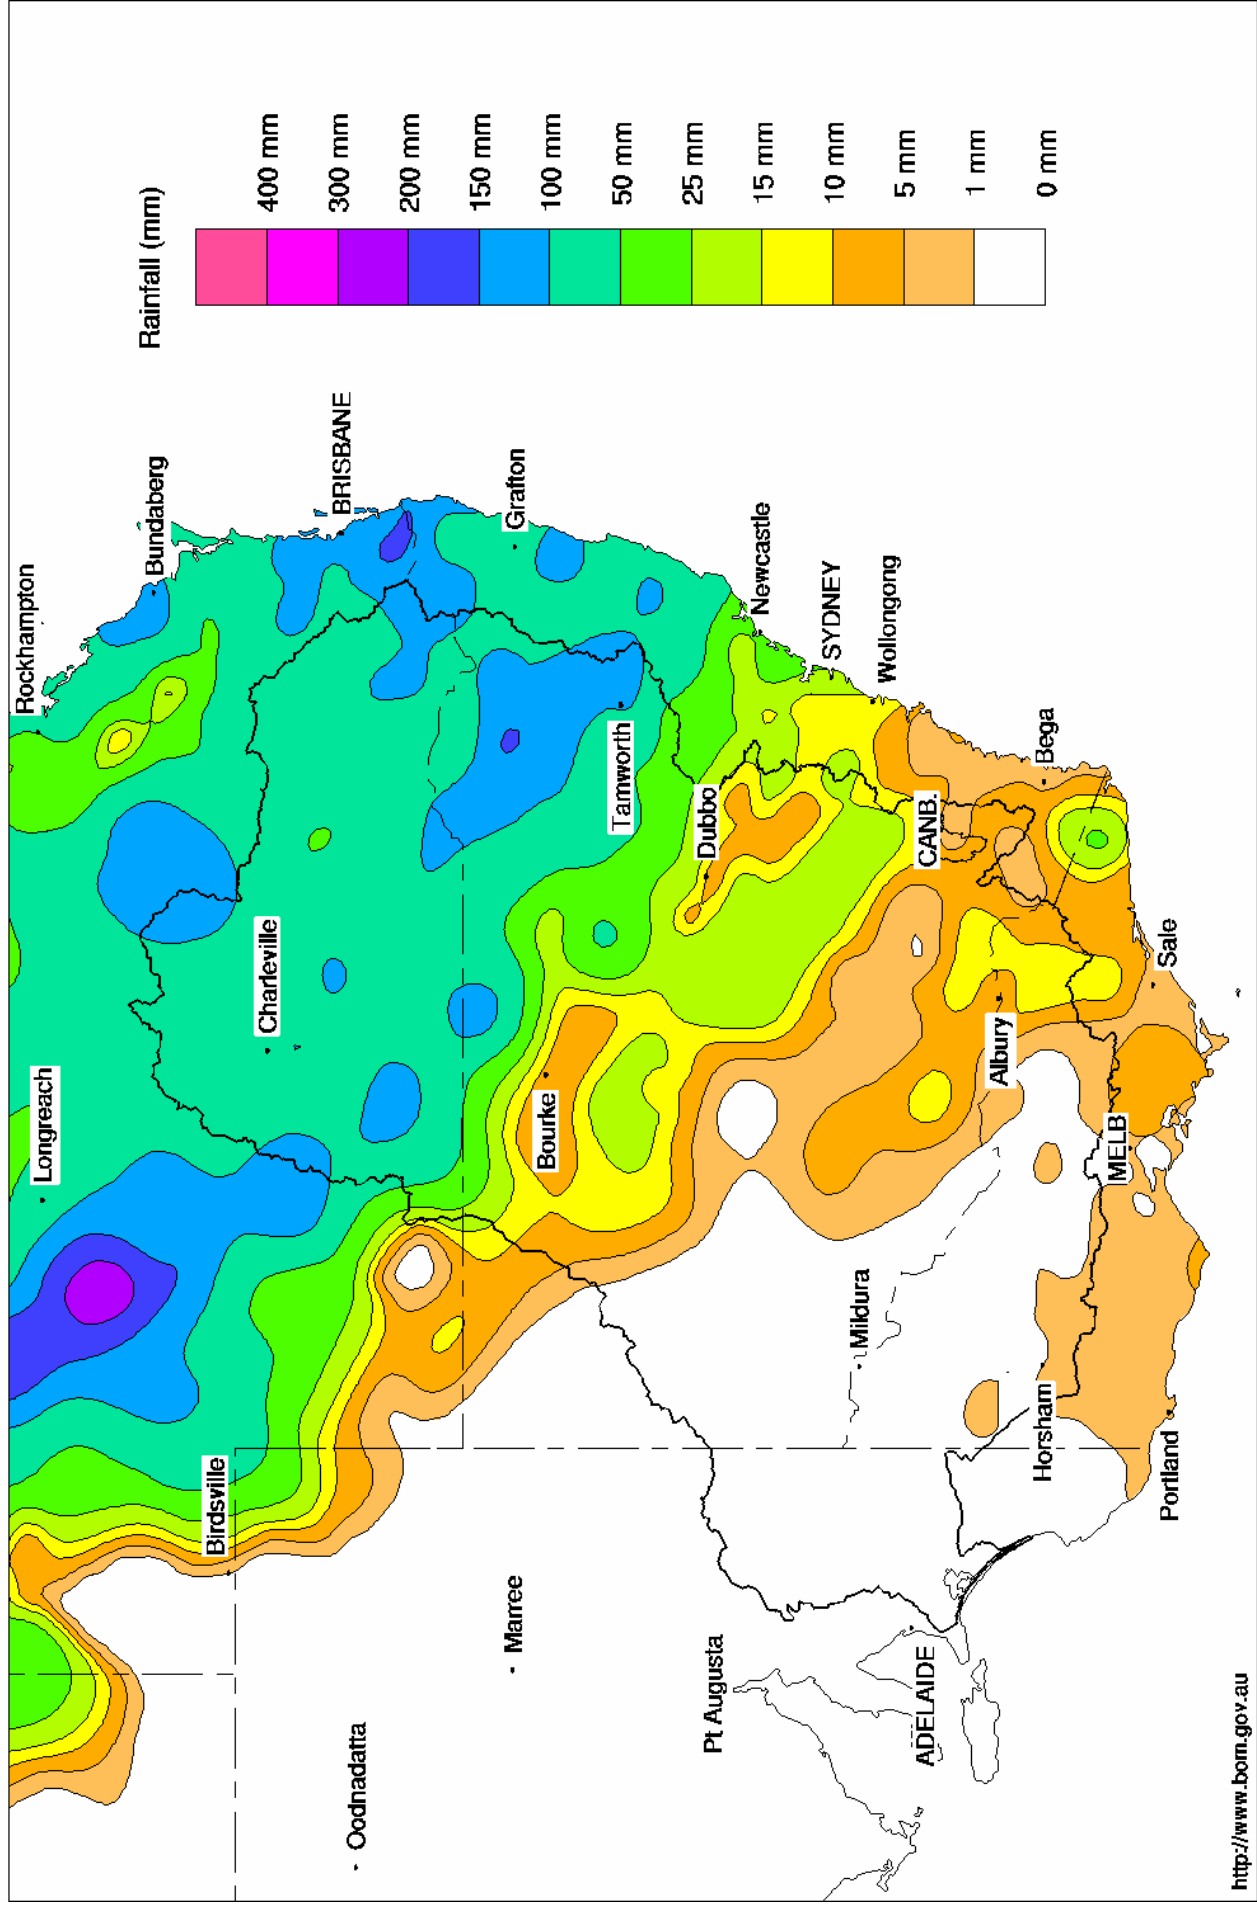 Rainfall (mm)
400 mm
300 mm
200 mm
150 mm
100 mm
50 mm
25 mm
15 mm
10 mm
5 mm
1 mm
0 mm
Rockhampton
Longreach
Bundaberg
Birdsville
Charleville
BRISBANE
Oodnadatta
Marree
Bourke
Grafton
Tamworth
Pt Augusta
Dubbo
Newcastle
Mildura
SYDNEY
Wollongong
ADELAIDE
CANB.
Albury
Horsham
Bega
MELB
Portland
Sale
http://www.bom.gov.au